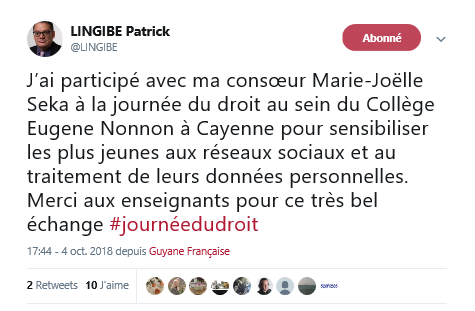 LINGIBE Patrick
@LINGIBE
Abonné
J'ai participé avec ma consœur Marie-Joëlle
Seka à la journée du droit au sein du Collège
Eugene Nonnon à Cayenne pour sensibiliser
les plus jeunes aux réseaux sociaux et au
traitement de leurs données personnelles.
Merci aux enseignants pour ce très bel
échange #journéedudroit
17:44 - 4 oct. 2018 depuis Guyane Française
2 Retweets 10 J'aime